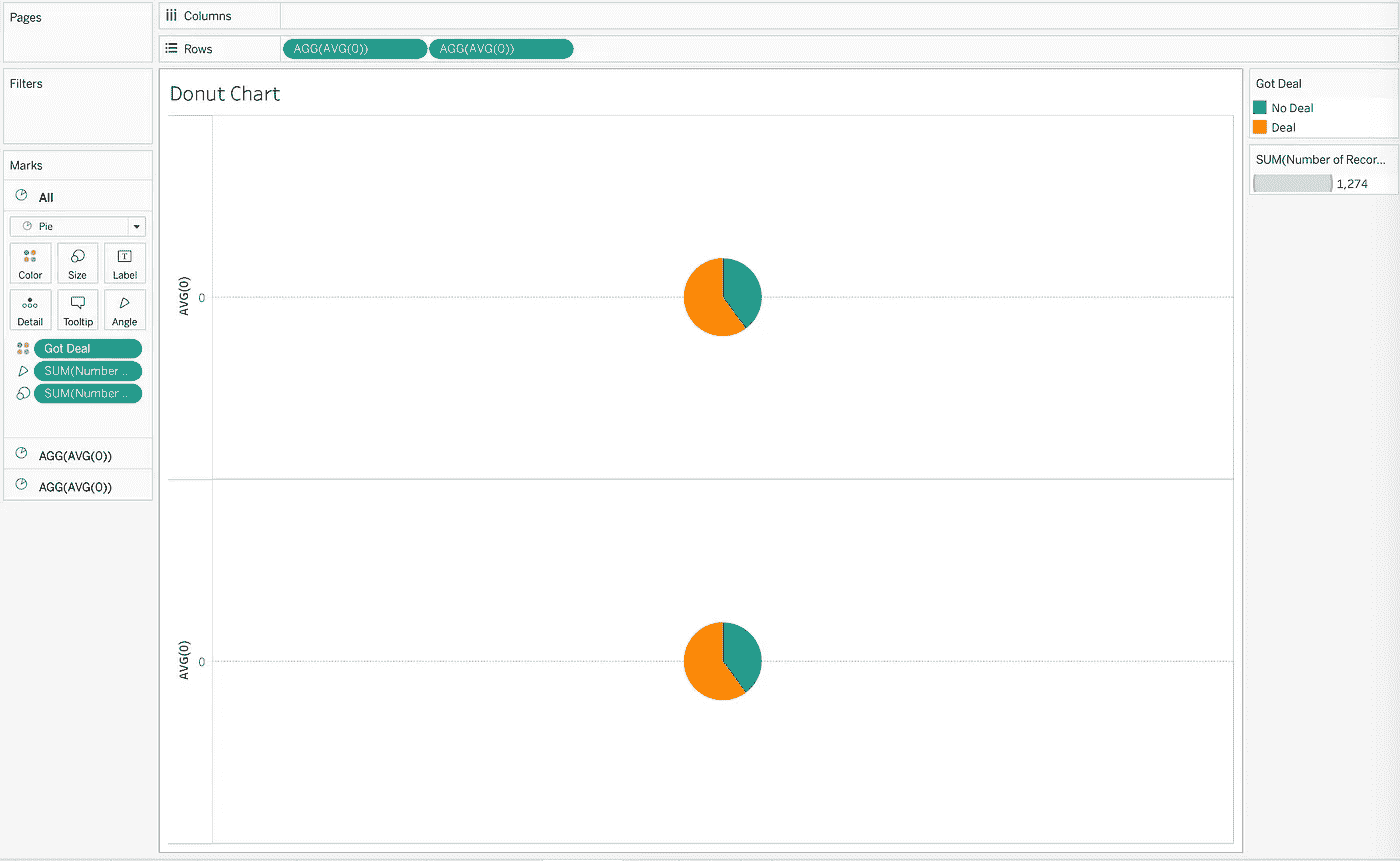 Pages
Columns
Rows
AGG(AVG(0)) AGG(AVG(0))
Filters
Marks
All
Pie
Color Size Label
Detail Tooltip Angle
Got Deal
SUM(Number ..
SUM(Number ..
AGG(AVG(0))
AGG(AVG(0))
Donut Chart
AVG(0)
0
AVG(0)
0
Got Deal
No Deal
Deal
SUM(Number of Recor...
1,274